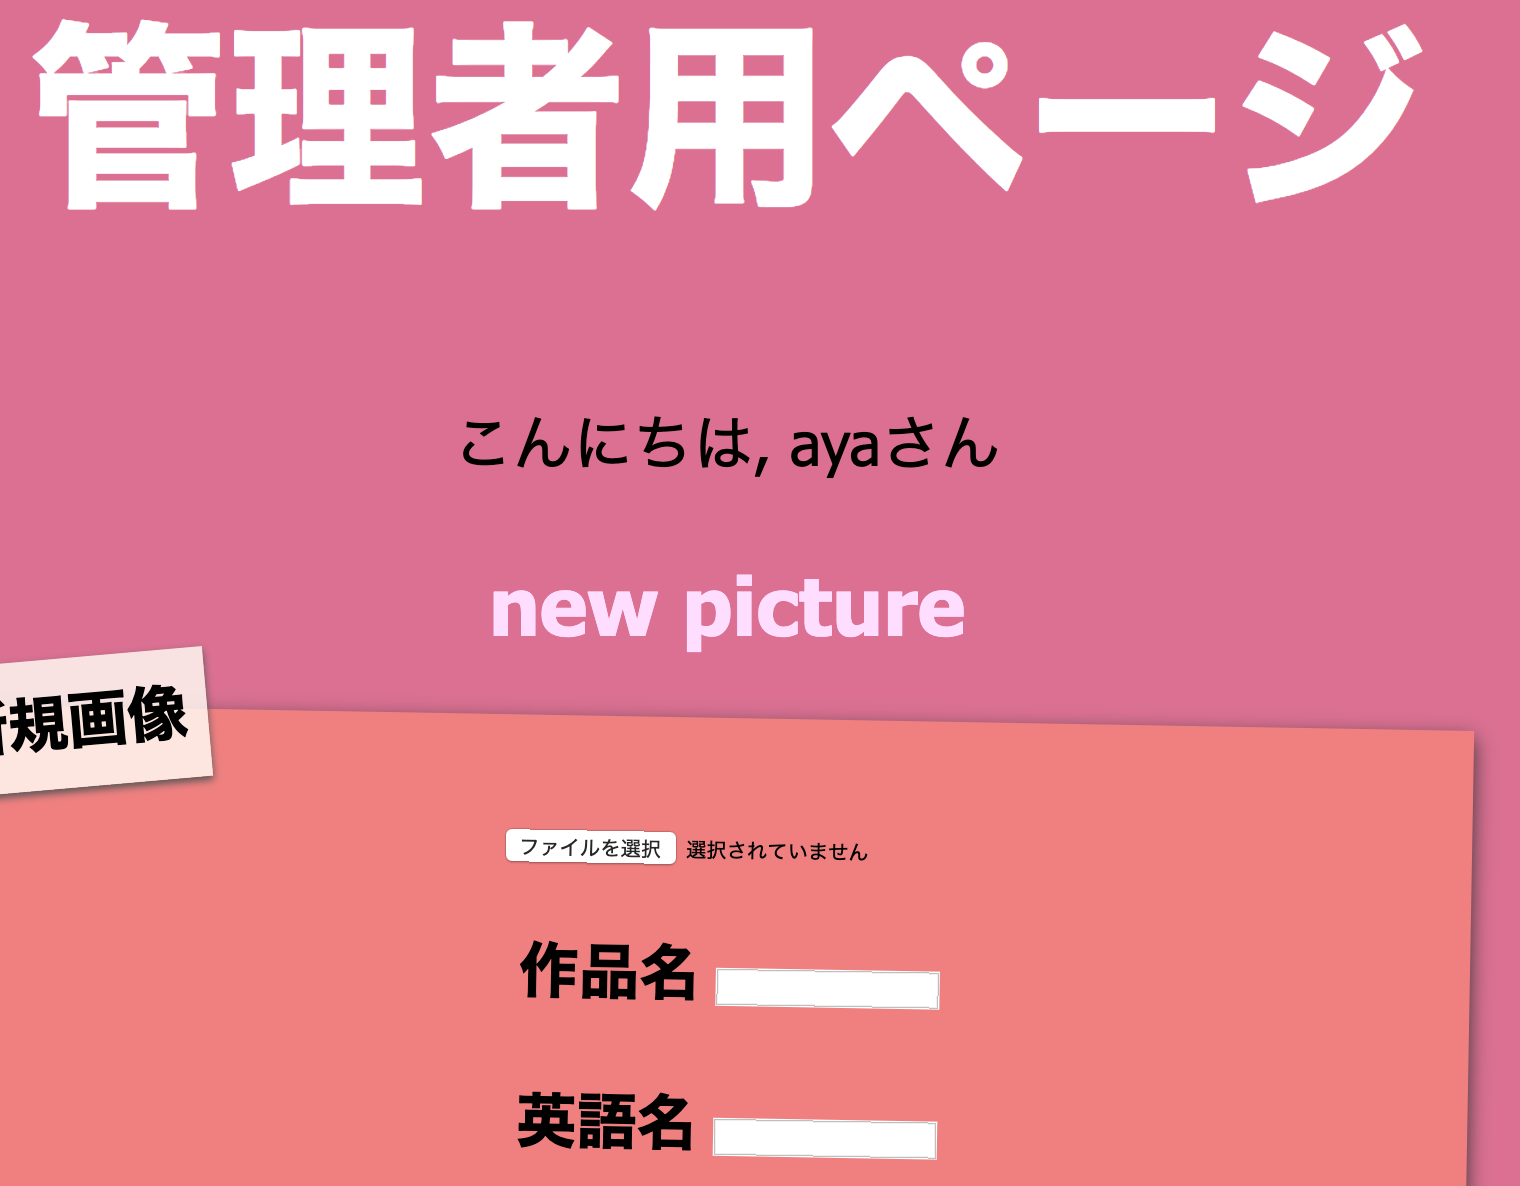 管理者用ページ
こんにちは, ayaさん
new picture
規画像
ファイルを選択 選択されていません
作品名
英語名